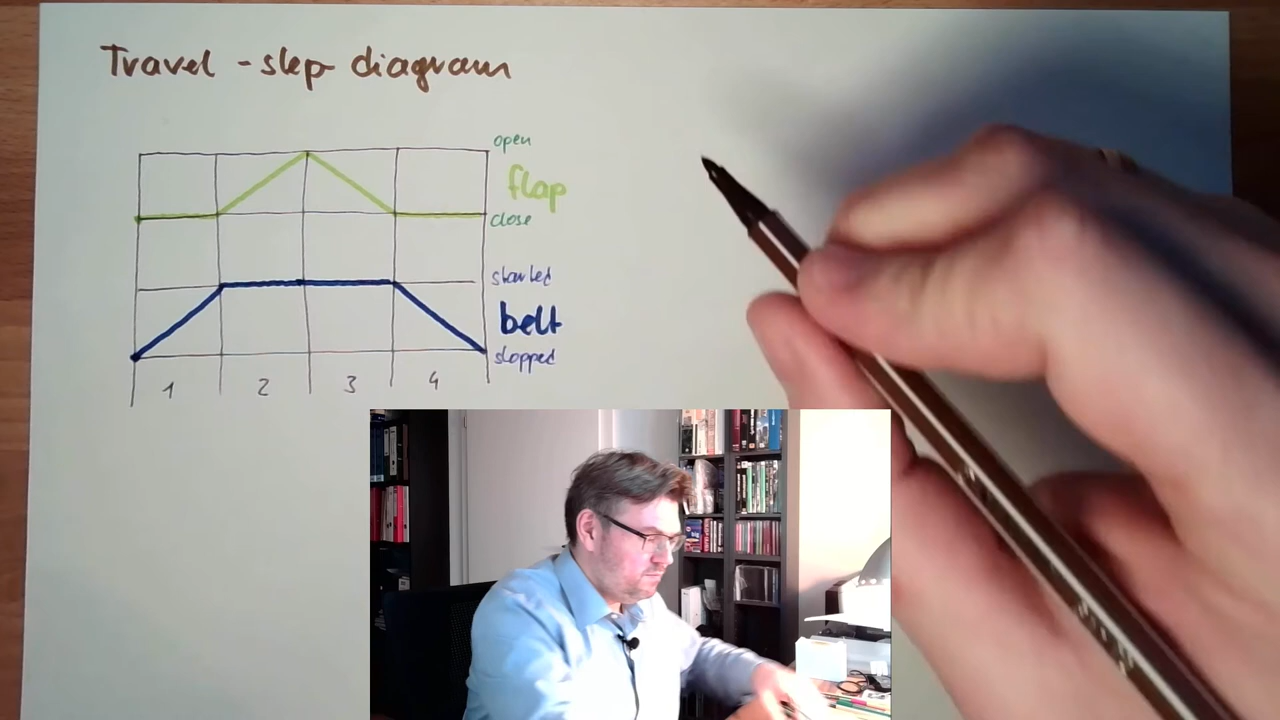 Travel - step diagram
open
flap
close
started
belt
stopped
1 2 3 4